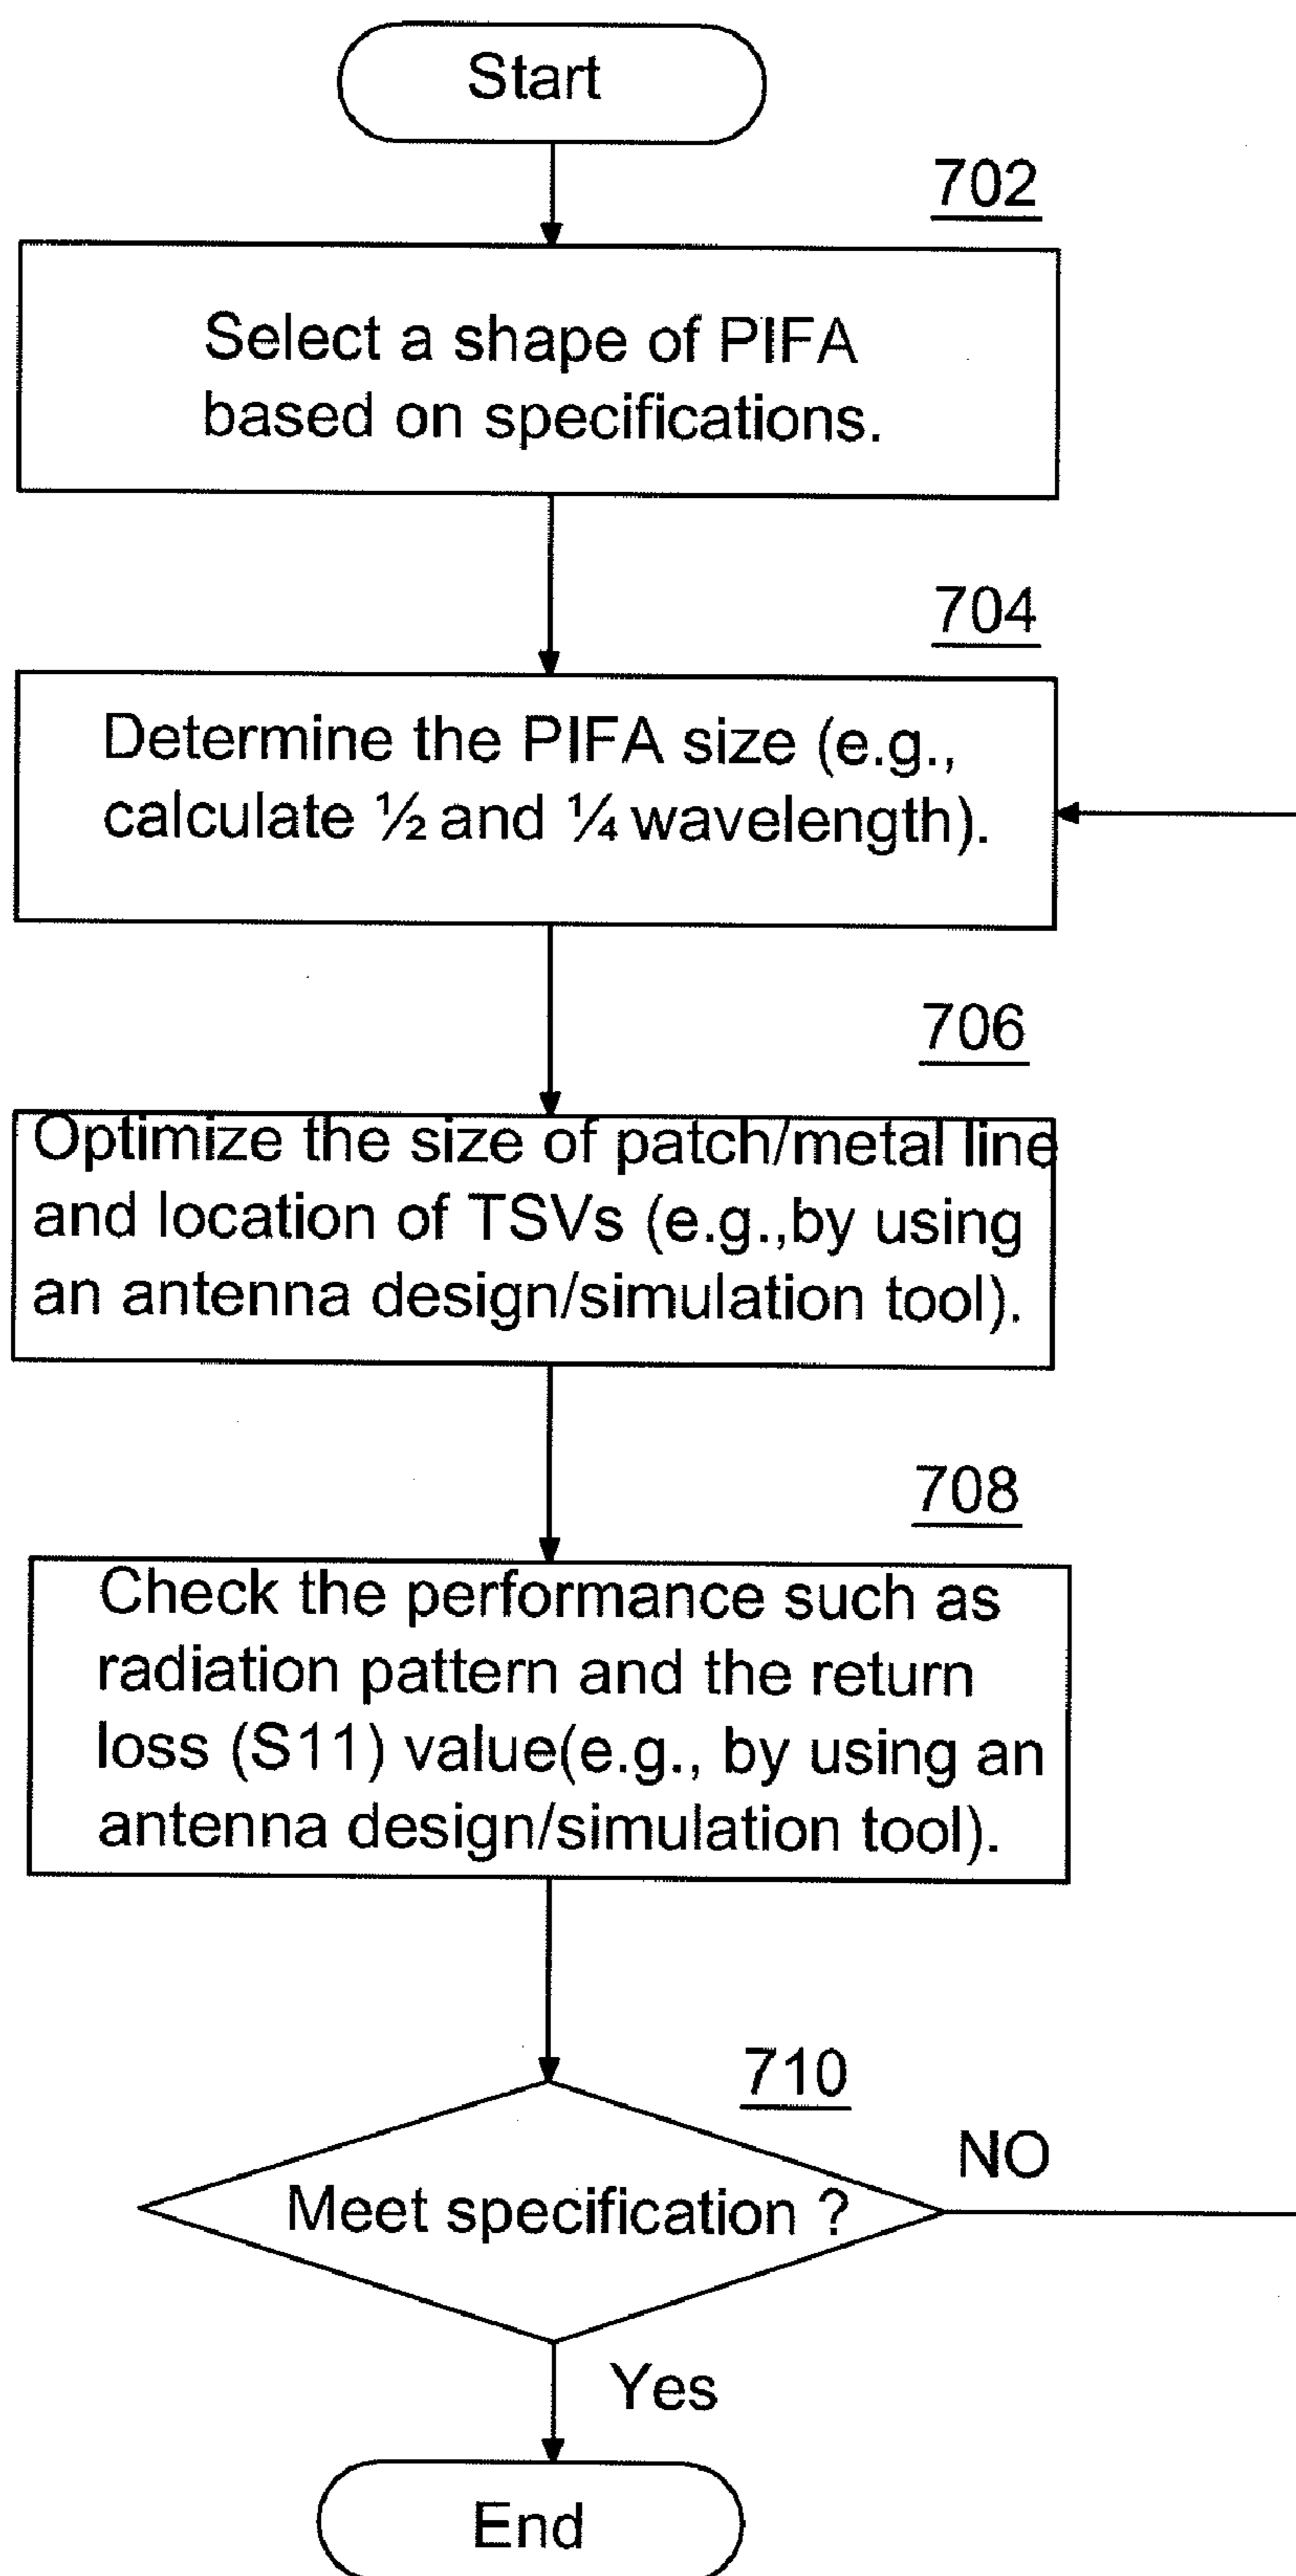 Start
702
Select a shape of PIFA
based on specifications.
704
Determine the PIFA size (e.g.,
calculate ½ and ¼ wavelength).
706
Optimize the size of patch/metal line
and location of TSVs (e.g.,by using
an antenna design/simulation tool).
708
Check the performance such as
radiation pattern and the return
loss (S11) value(e.g., by using an
antenna design/simulation tool).
710
NO
Meet specification ?
Yes
End